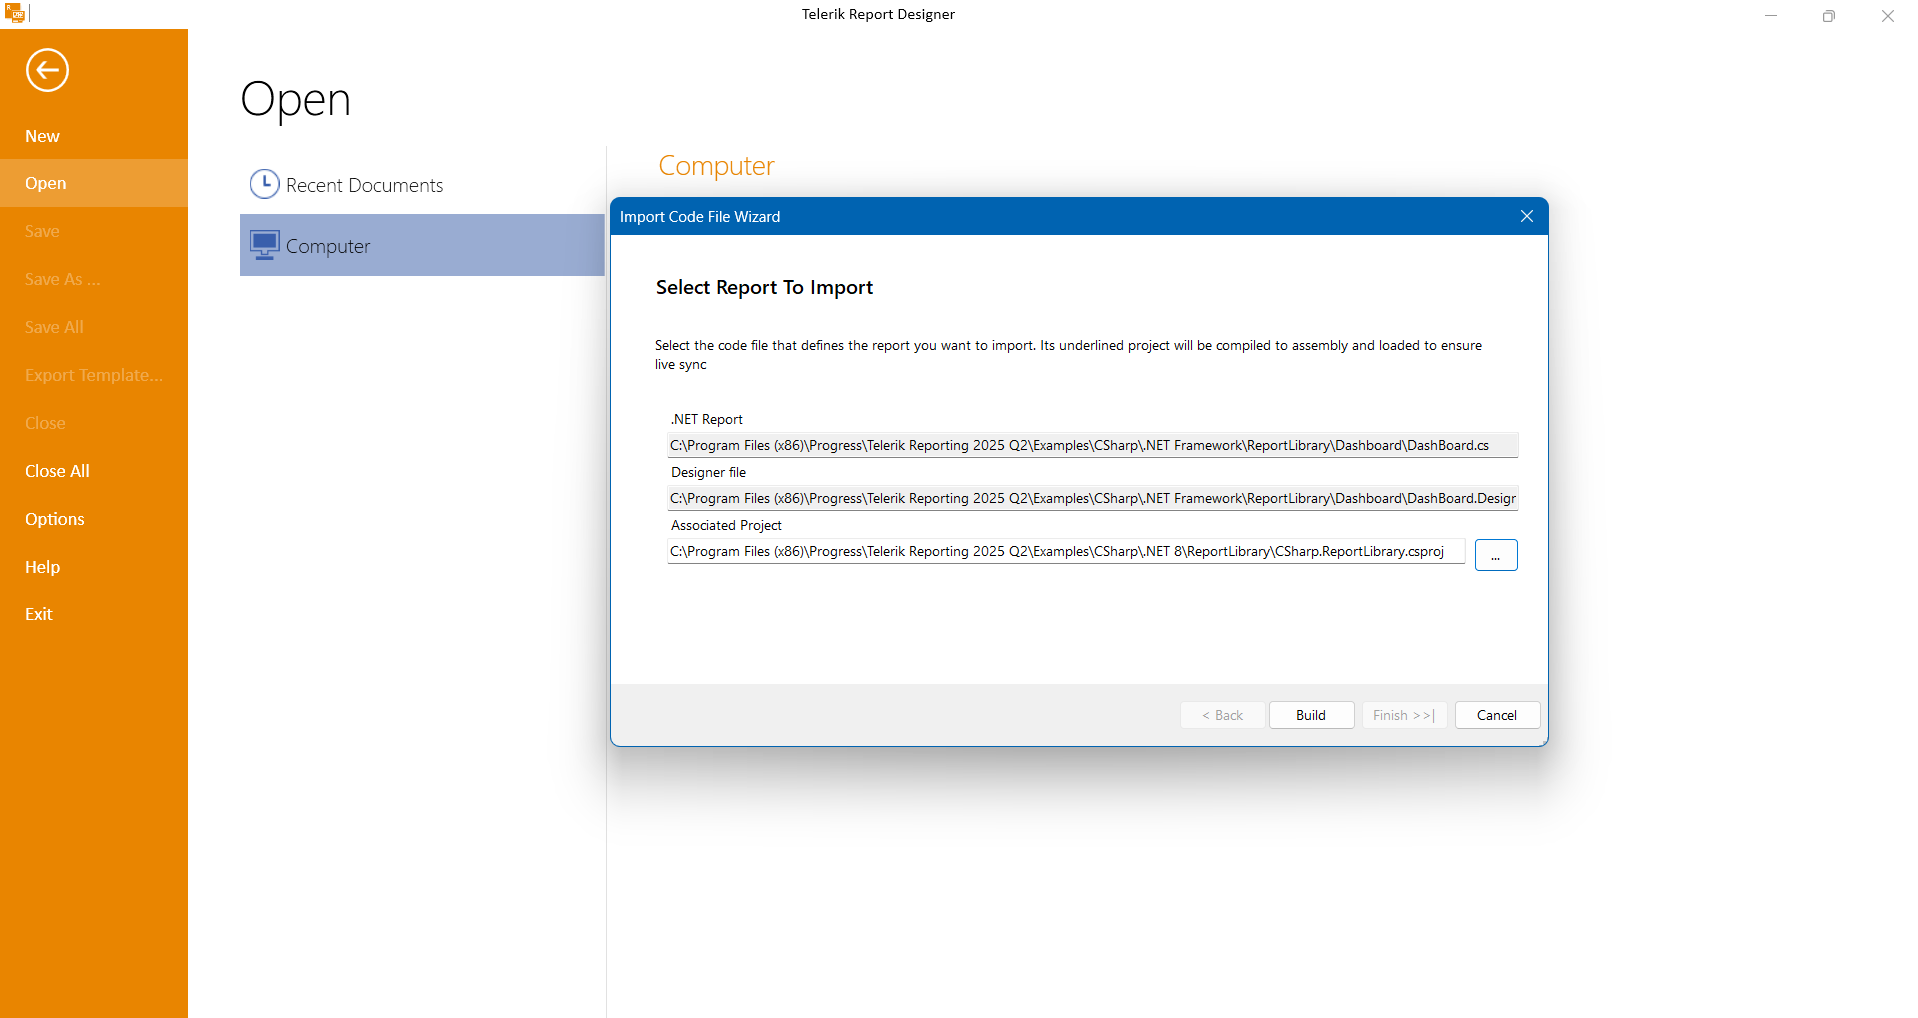 Telerik Report Designer
New
Open
Save
Save As ...
Save All
Export Template...
Close
Close All
Options
Help
Exit
Open
Recent Documents
Computer
Computer
Import Code File Wizard
Select Report To Import
Select the code file that defines the report you want to import. Its underlined project will be compiled to assembly and loaded to ensure
live sync
.NET Report
C:\Program Files (x86)\Progress\Telerik Reporting 2025 Q2\Examples\CSharp\.NET Framework\ReportLibrary\Dashboard\DashBoard.cs
Designer file
C:\Program Files (x86)\Progress\Telerik Reporting 2025 Q2\Examples\CSharp\.NET Framework\ReportLibrary\Dashboard\DashBoard.Desigr
Associated Project
C:\Program Files (x86)\Progress\Telerik Reporting 2025 Q2\Examples\CSharp\.NET 8\ReportLibrary\CSharp.ReportLibrary.csproj
...
< Back
Build
Finish >>|
Cancel